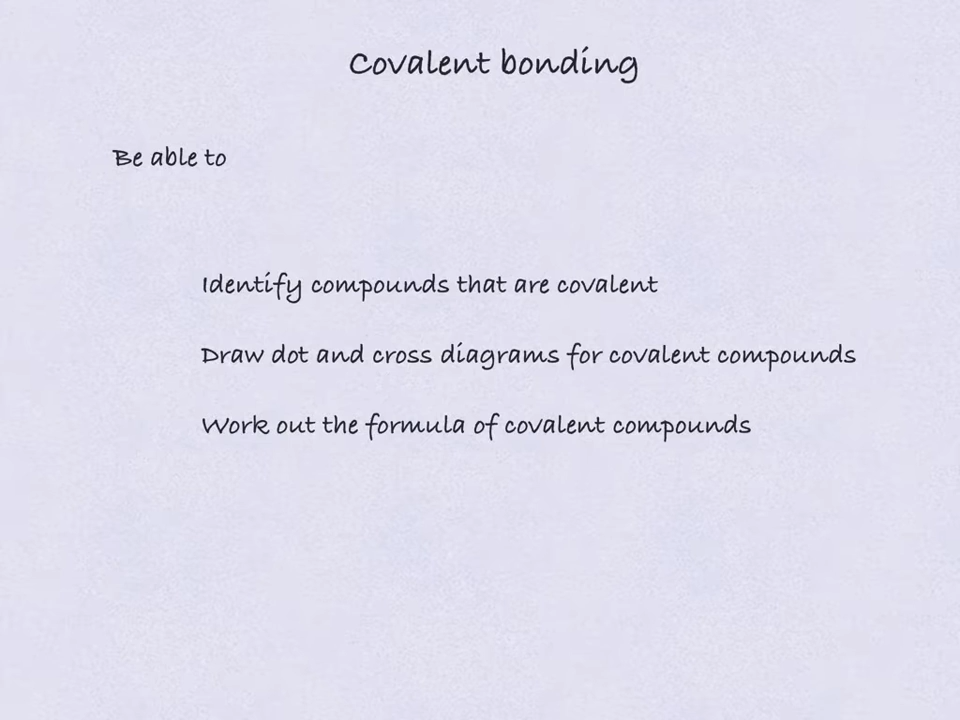 Covalent bonding
Be able to
Identify compounds that are covalent
Draw dot and cross diagrams for covalent compounds
Work out the formula of covalent compounds